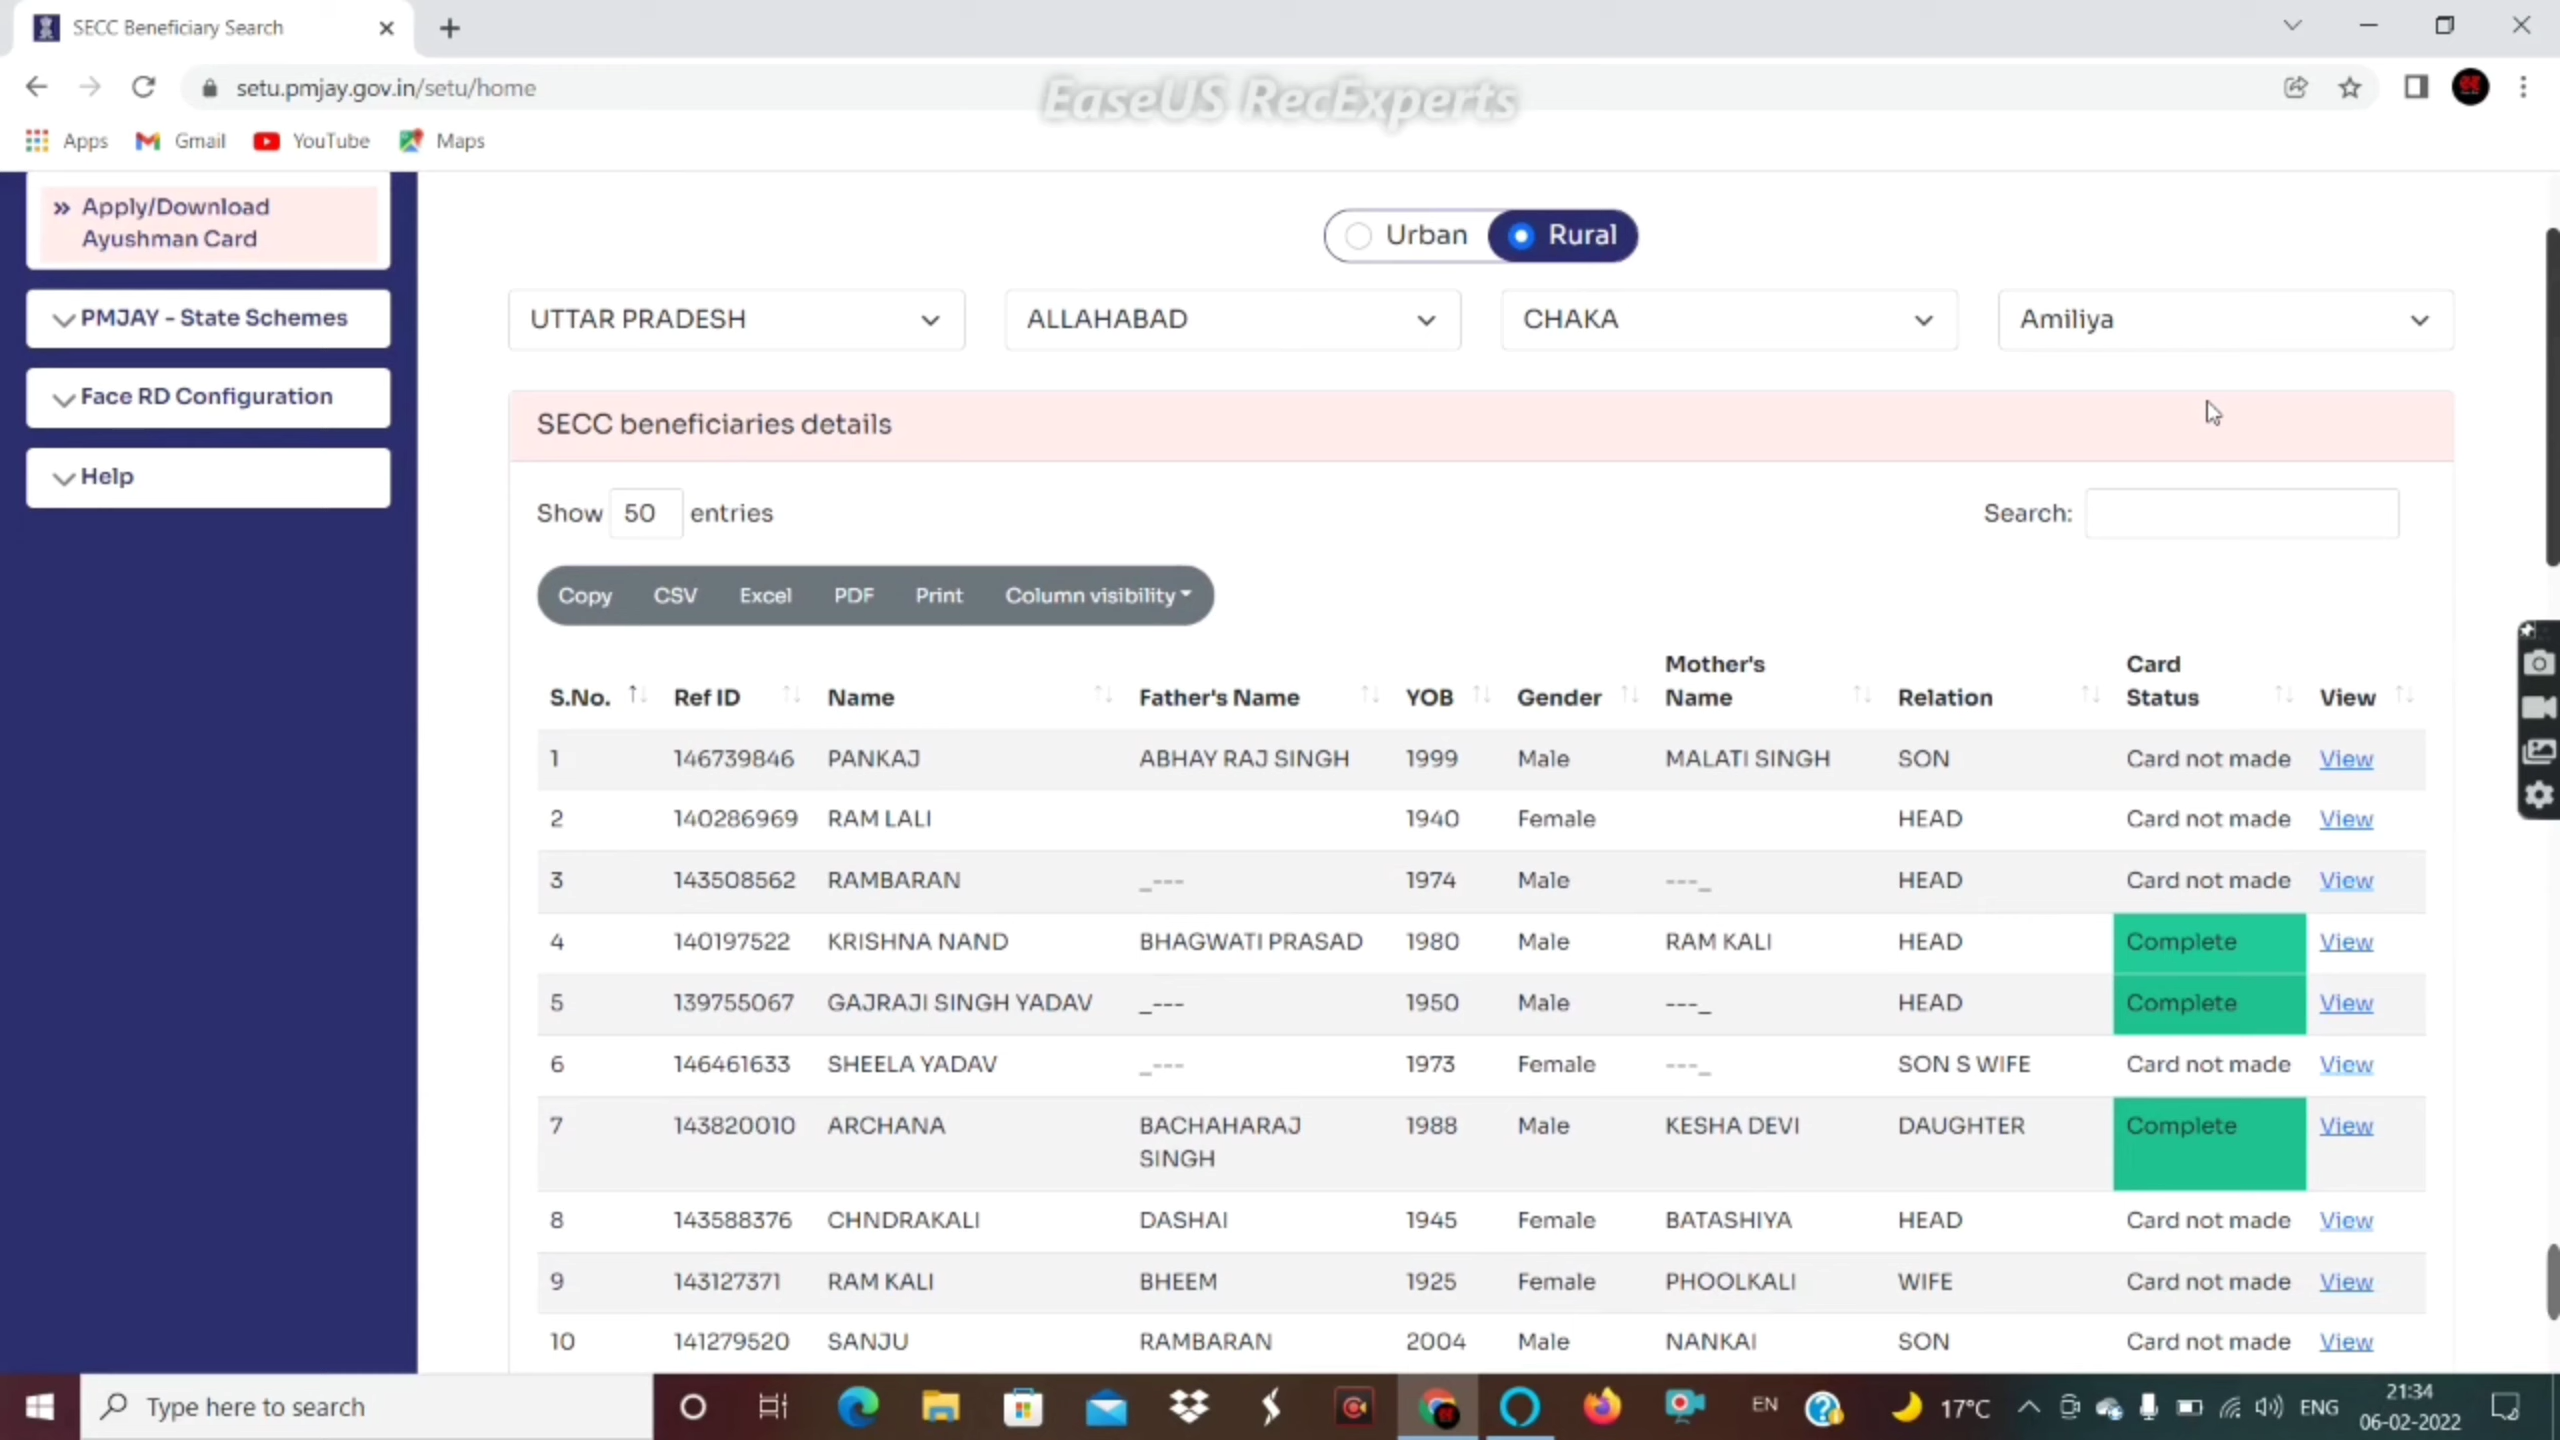 SECC Beneficiary Search
setu.pmjay.gov.in/setu/home
EaseUS RecExperts
Apps Gmail YouTube Maps
Apply/Download
Ayushman Card
PMJAY - State Schemes
Face RD Configuration
Help
Urban Rural
UTTAR PRADESH ALLAHABAD CHAKA Amiliya
SECC beneficiaries details
Show 50 entries Search:
Copy CSV Excel PDF Print Column visibility
S.No. Ref ID Name Father's Name YOB Gender Mother's Name Relation Card Status View
1 146739846 PANKAJ ABHAY RAJ SINGH 1999 Male MALATI SINGH SON Card not made View
2 140286969 RAM LALI 1940 Female HEAD Card not made View
3 143508562 RAMBARAN _--- 1974 Male ---_ HEAD Card not made View
4 140197522 KRISHNA NAND BHAGWATI PRASAD 1980 Male RAM KALI HEAD Complete View
5 139755067 GAJRAJI SINGH YADAV _--- 1950 Male ---_ HEAD Complete View
6 146461633 SHEELA YADAV _--- 1973 Female ---_ SON S WIFE Card not made View
7 143820010 ARCHANA BACHAHARAJ SINGH 1988 Male KESHA DEVI DAUGHTER Complete View
8 143588376 CHNDRAKALI DASHAI 1945 Female BATASHIYA HEAD Card not made View
9 143127371 RAM KALI BHEEM 1925 Female PHOOLKALI WIFE Card not made View
10 141279520 SANJU RAMBARAN 2004 Male NANKAI SON Card not made View
Type here to search EN 17°C ENG 21:34
06-02-2022